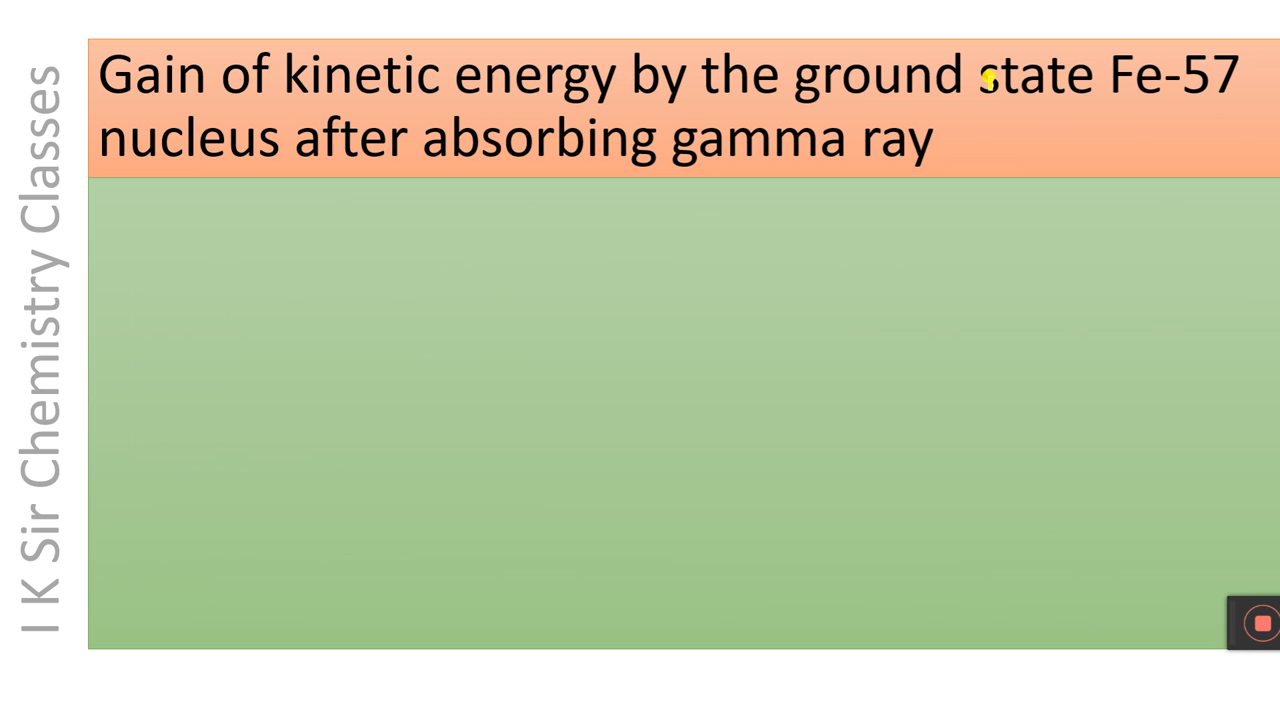 I K Sir Chemistry Classes
Gain of kinetic energy by the ground state Fe-57
nucleus after absorbing gamma ray